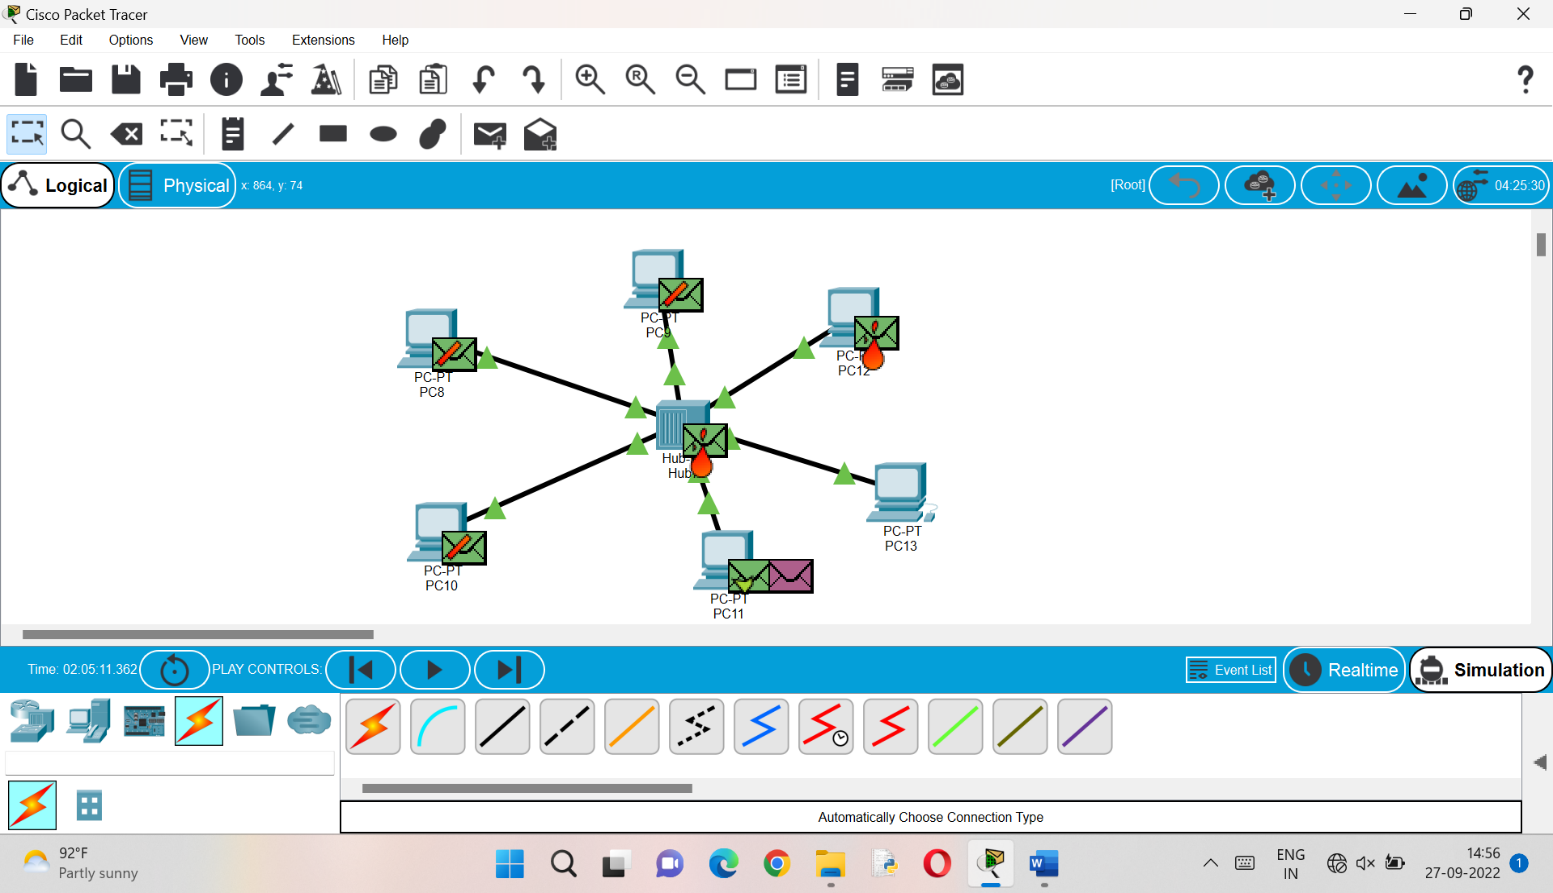 Cisco Packet Tracer
File Edit Options View Tools Extensions Help
Logical Physical x: 864, y: 74 [Root] 04:25:30
PC-PT
PC9
PC-PT
PC8
PC12
Hub-
Hub
PC-PT
PC13
PC-PT
PC10
PC-PT
PC11
Time: 02:05:11.362 PLAY CONTROLS: Event List Realtime Simulation
Automatically Choose Connection Type
92°F
Partly sunny
ENG
IN
14:56
27-09-2022
1